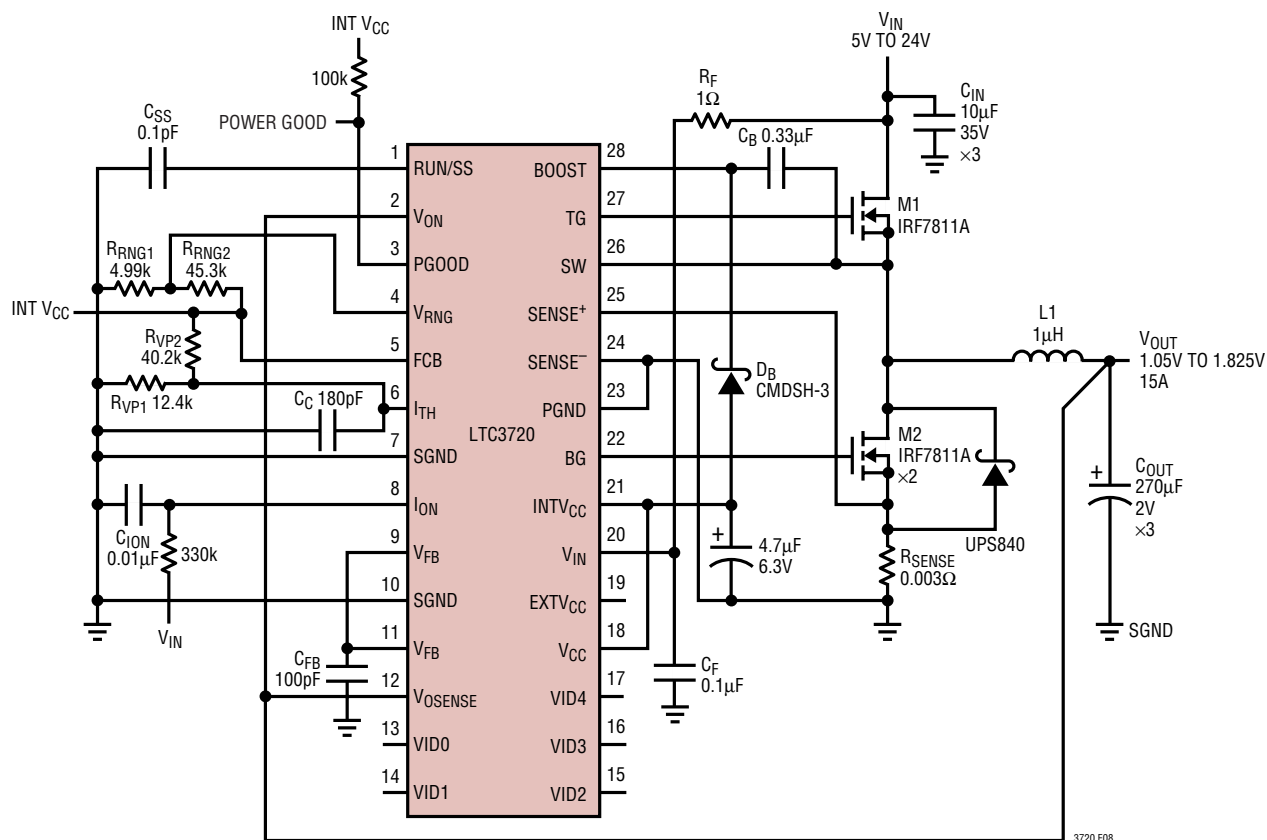 INT VCC
100k
POWER GOOD
CSS
0.1pF
VIN
5V TO 24V
RF
1Ω
CIN
10µF
35V
×3
CB 0.33µF
M1
IRF7811A
1
RUN/SS
2
VON
3
PGOOD
4
VRNG
5
FCB
6
ITH
7
SGND
8
ION
9
VFB
10
SGND
11
VFB
12
VOSENSE
13
VID0
14
VID1
LTC3720
28
BOOST
27
TG
26
SW
25
SENSE+
24
SENSE–
23
PGND
22
BG
21
INTVCC
20
VIN
19
EXTVCC
18
VCC
17
VID4
16
VID3
15
VID2
RRNG1
4.99k
RRNG2
45.3k
INT VCC
RVP2
40.2k
RVP1 12.4k
CC 180pF
CION
0.01µF
330k
VIN
CFB
100pF
DB
CMDSH-3
L1
1µH
VOUT
1.05V TO 1.825V
15A
M2
IRF7811A
×2
UPS840
+
COUT
270µF
2V
×3
+
4.7µF
6.3V
RSENSE
0.003Ω
SGND
CF
0.1µF
3720 F08